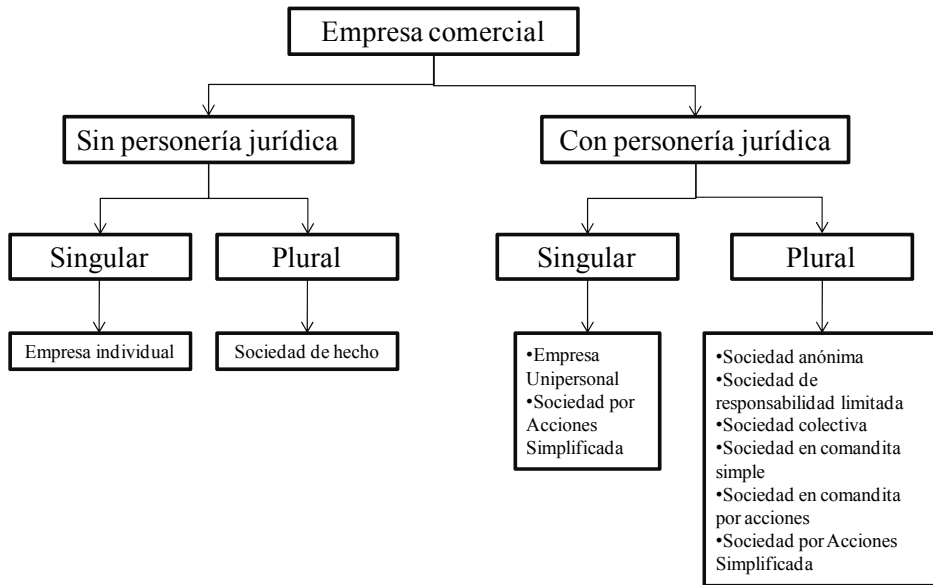 Empresa comercial
Sin personería jurídica
Con personería jurídica
Singular
Plural
Singular
Plural
Empresa individual
Sociedad de hecho
•Empresa
Unipersonal
•Sociedad por
Acciones
Simplificada
•Sociedad anónima
•Sociedad de
responsabilidad limitada
•Sociedad colectiva
•Sociedad en comandita
simple
•Sociedad en comandita
por acciones
•Sociedad por Acciones
Simplificada